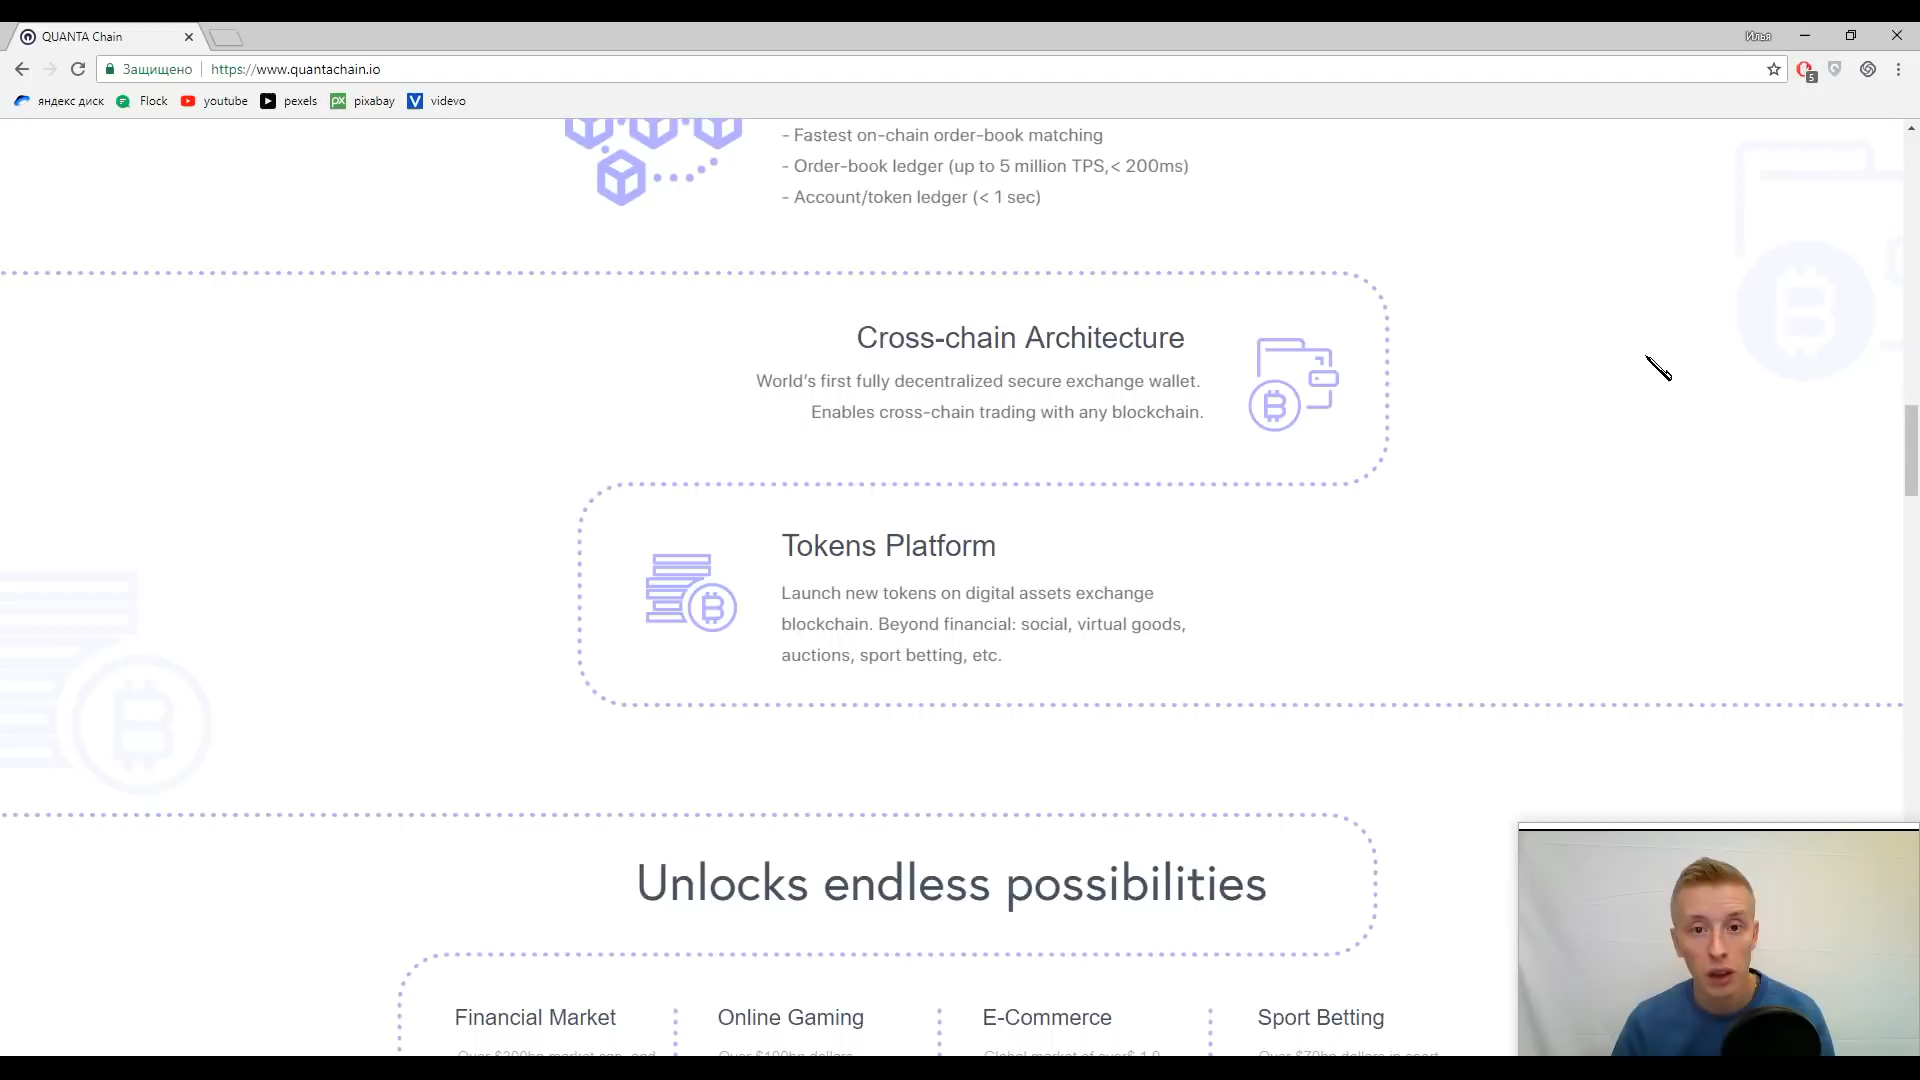 QUANTA Chain
Илья
Защищено
https://www.quantachain.io
5
яндекс диск
Flock
youtube
pexels
px
pixabay
V
videvo
- Fastest on-chain order-book matching
- Order-book ledger (up to 5 million TPS,< 200ms)
- Account/token ledger (< 1 sec)
Cross-chain Architecture
World's first fully decentralized secure exchange wallet.
Enables cross-chain trading with any blockchain.
Tokens Platform
Launch new tokens on digital assets exchange
blockchain. Beyond financial: social, virtual goods,
auctions, sport betting, etc.
Unlocks endless possibilities
Financial Market
Online Gaming
E-Commerce
Sport Betting